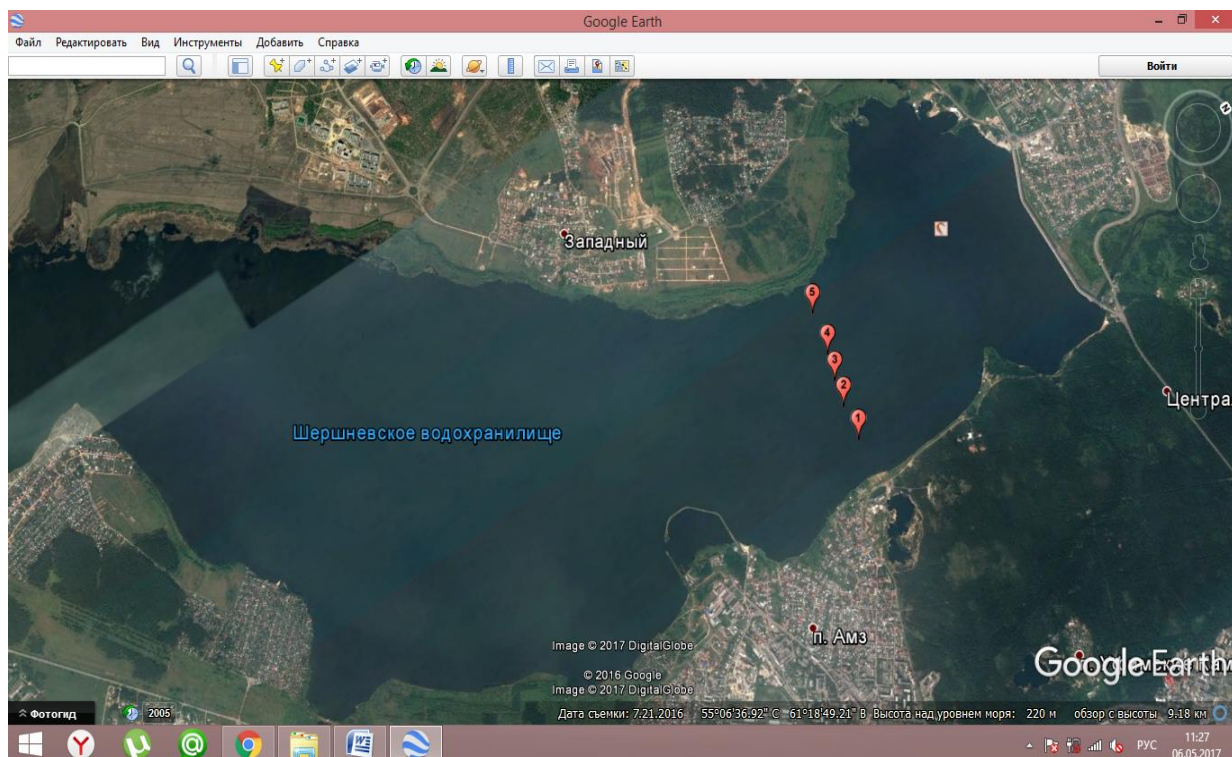 Google Earth
Файл Редактировать Вид Инструменты Добавить Справка
Войти
Западный
5
4
3
2
1
Центра
Шершневское водохранилище
п. Амз
Image © 2017 DigitalGlobe
© 2016 Google
Image © 2017 DigitalGlobe
Google Earth
Фотогид 2005 Дата съемки: 7.21.2016 55°06'36.92" С 61°18'49.21" В Высота над уровнем моря: 220 м обзор с высоты 9.18 км
РУС 11:27
06.05.2017